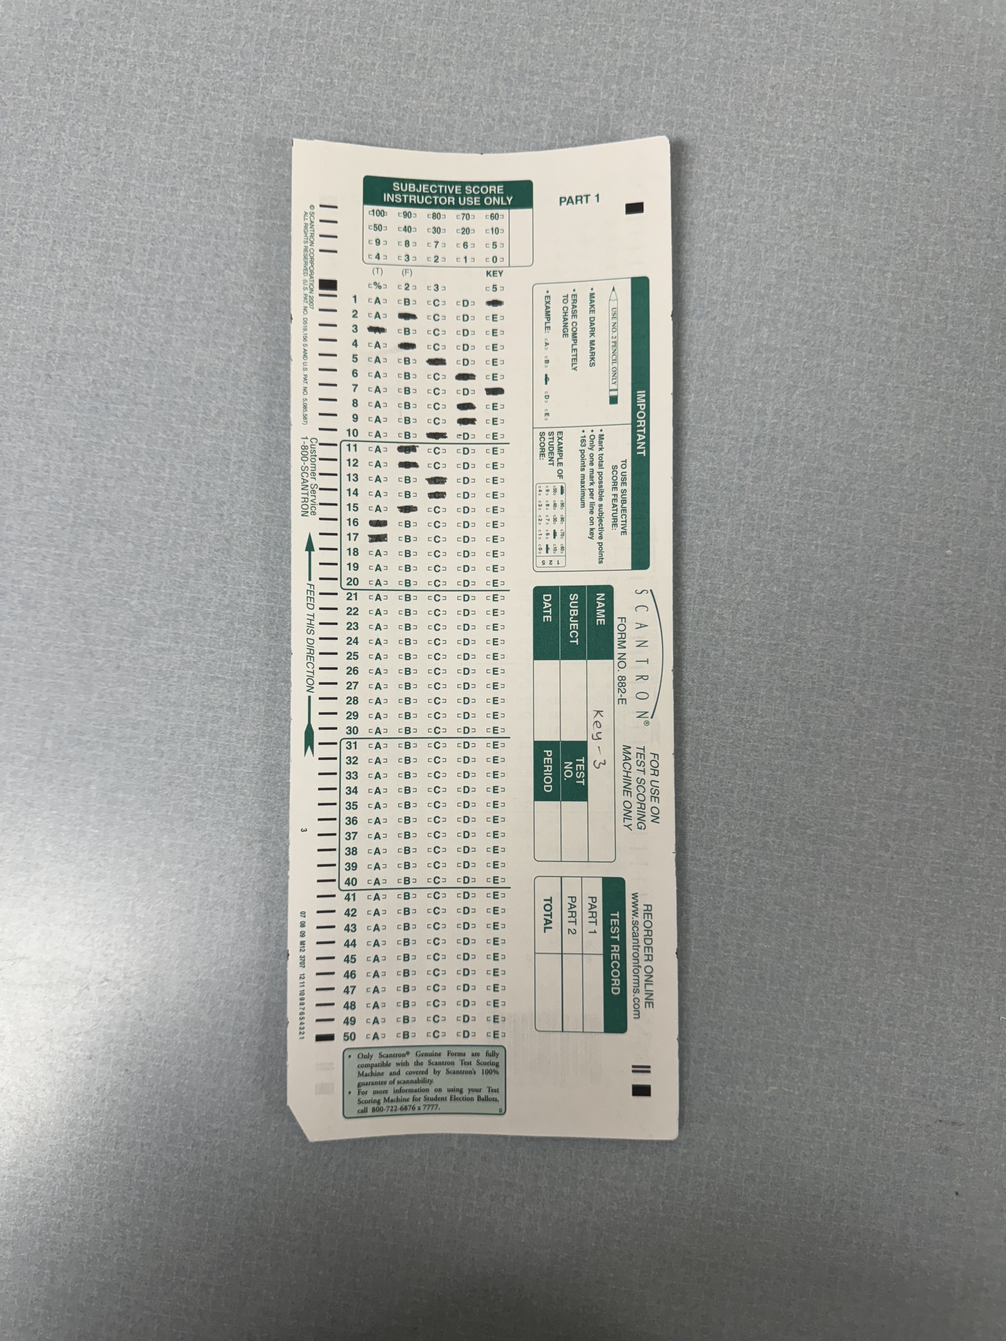 SUBJECTIVE SCORE
INSTRUCTOR USE ONLY
100 90 80 70 60
50 40 30 20 10
9 8 7 6 5
4 3 2 1 0
(T) (F) KEY
% 2 3 5
1 A B C D
2 A C D E
3 B C D E
4 A C D E
5 A B D E
6 A B C E
7 A B C D
8 A B C E
9 A B C E
10 A B D E
11 A C D E
12 A C D E
13 A B D E
14 A B D E
15 A C D E
16 B C D E
17 B C D E
18 A B C D E
19 A B C D E
20 A B C D E
21 A B C D E
22 A B C D E
23 A B C D E
24 A B C D E
25 A B C D E
26 A B C D E
27 A B C D E
28 A B C D E
29 A B C D E
30 A B C D E
31 A B C D E
32 A B C D E
33 A B C D E
34 A B C D E
35 A B C D E
36 A B C D E
37 A B C D E
38 A B C D E
39 A B C D E
40 A B C D E
41 A B C D E
42 A B C D E
43 A B C D E
44 A B C D E
45 A B C D E
46 A B C D E
47 A B C D E
48 A B C D E
49 A B C D E
50 A B C D E
• Only Scantron® Genuine Forms are fully
compatible with the Scantron Test Scoring
Machine and covered by Scantron's 100%
guarantee of scannability.
• For more information on using your Test
Scoring Machine for Student Election Ballots,
call 800-722-6876 x 7777.
PART 1
IMPORTANT
USE NO. 2 PENCIL ONLY
• MAKE DARK MARKS
• ERASE COMPLETELY
TO CHANGE
• EXAMPLE: A B D E
TO USE SUBJECTIVE
SCORE FEATURE:
• Mark total possible subjective points
• Only one mark per line on key
• 163 points maximum
EXAMPLE OF
STUDENT
SCORE:
SCANTRON®
FORM NO. 882-E
FOR USE ON
TEST SCORING
MACHINE ONLY
NAME Key-3
SUBJECT
TEST
NO.
DATE
PERIOD
REORDER ONLINE
www.scantronforms.com
TEST RECORD
PART 1
PART 2
TOTAL
© SCANTRON CORPORATION 2007
ALL RIGHTS RESERVED.
Customer Service
1-800-SCANTRON
FEED THIS DIRECTION
3